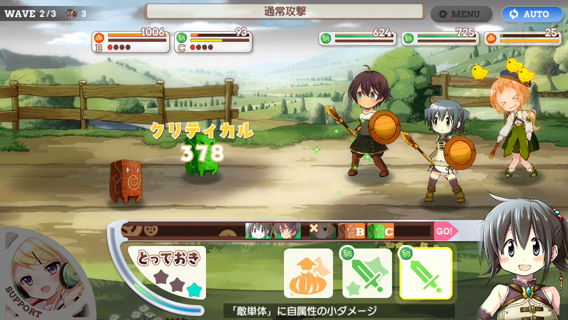 WAVE 2/3 3
通常攻撃
MENU
AUTO
B 1006
C 93
624
725
25
クリティカル
378
B C GO!
とっておき
SUPPORT
「敵単体」に自属性の小ダメージ